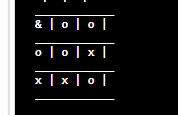 & | o | o |
o | o | x |
x | x | o |